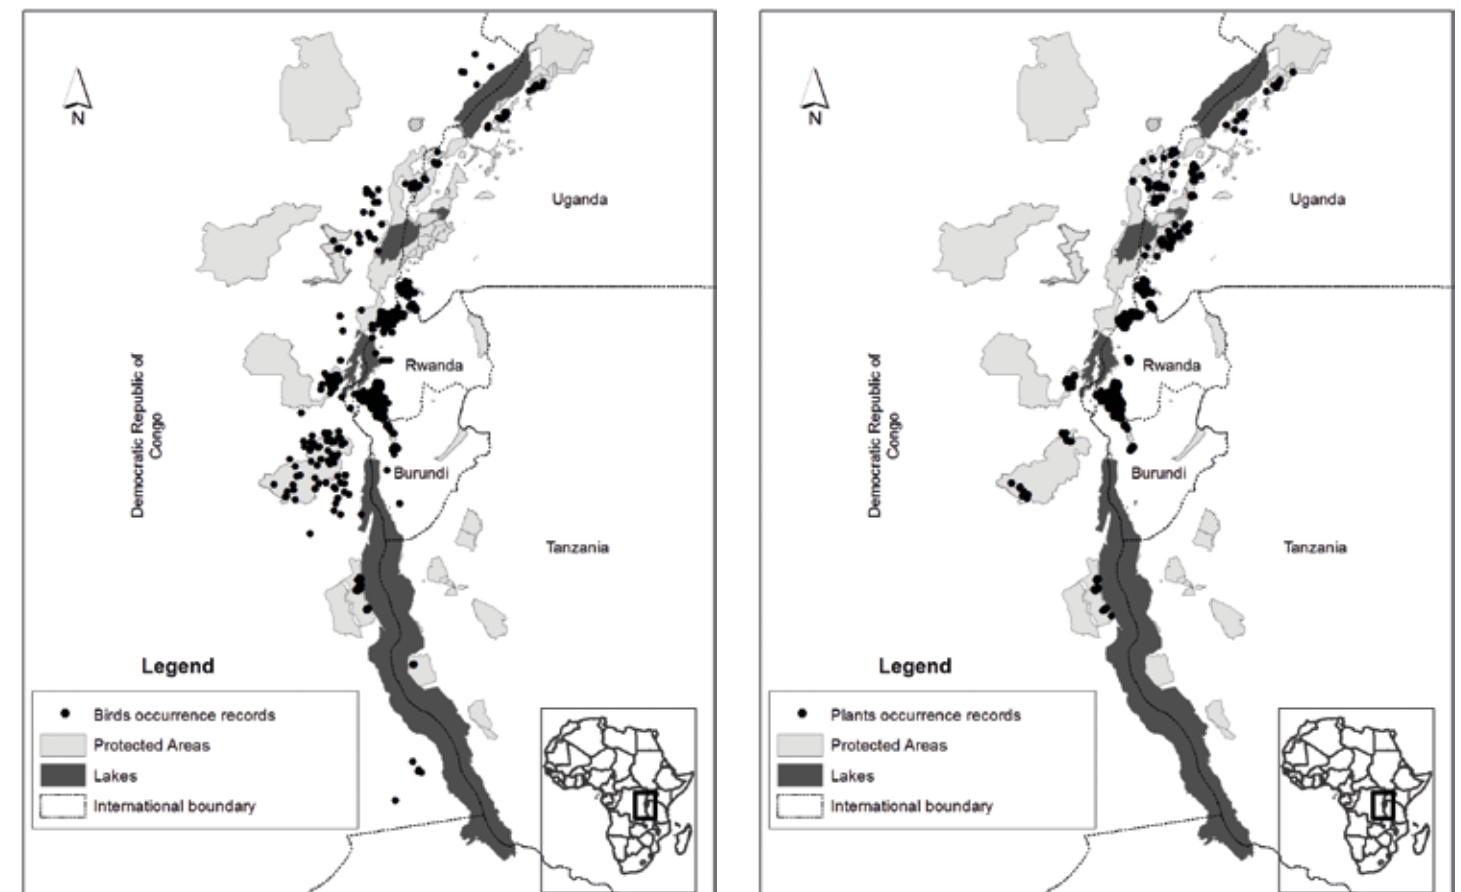 N
Uganda
Democratic Republic of
Congo
Rwanda
Burundi
Tanzania
Legend
Birds occurrence records
Protected Areas
Lakes
International boundary
N
Uganda
Democratic Republic of
Congo
Rwanda
Burundi
Tanzania
Legend
Plants occurrence records
Protected Areas
Lakes
International boundary